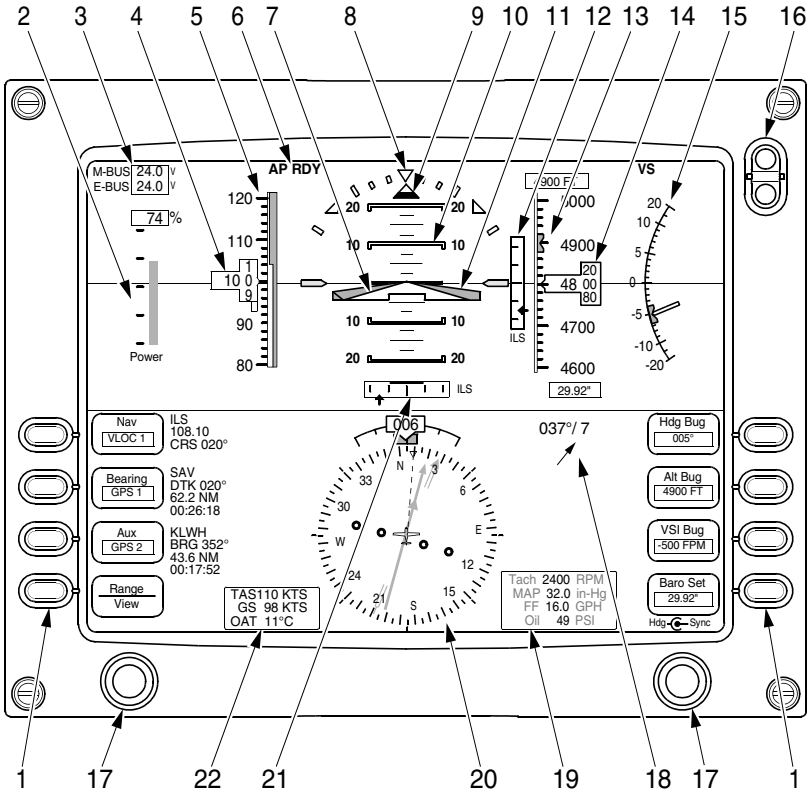 2 3 4 5 6 7 8 9 10 11 12 13 14 15 16
M-BUS 24.0 V
E-BUS 24.0 V
AP RDY
4900 FT
VS
74 %
Power
120
110
10 0
1
9
90
80
20 20
10 10
10 10
20 20
ILS
ILS
5000
4900
48
20
00
80
4700
4600
29.92"
20
10
5
0
-5
-10
-20
Nav
VLOC 1
ILS
108.10
CRS 020°
Bearing
GPS 1
SAV
DTK 020°
62.2 NM
00:26:18
Aux
GPS 2
KLWH
BRG 352°
43.6 NM
00:17:52
Range
View
006
N 3 6 E 12 15 S 21 24 W 30 33
037°/ 7
TAS110 KTS
GS 98 KTS
OAT 11°C
Tach 2400 RPM
MAP 32.0 in-Hg
FF 16.0 GPH
Oil 49 PSI
Hdg Bug
005°
Alt Bug
4900 FT
VSI Bug
-500 FPM
Baro Set
29.92"
Hdg Sync
1 17 22 21 20 19 18 17 1